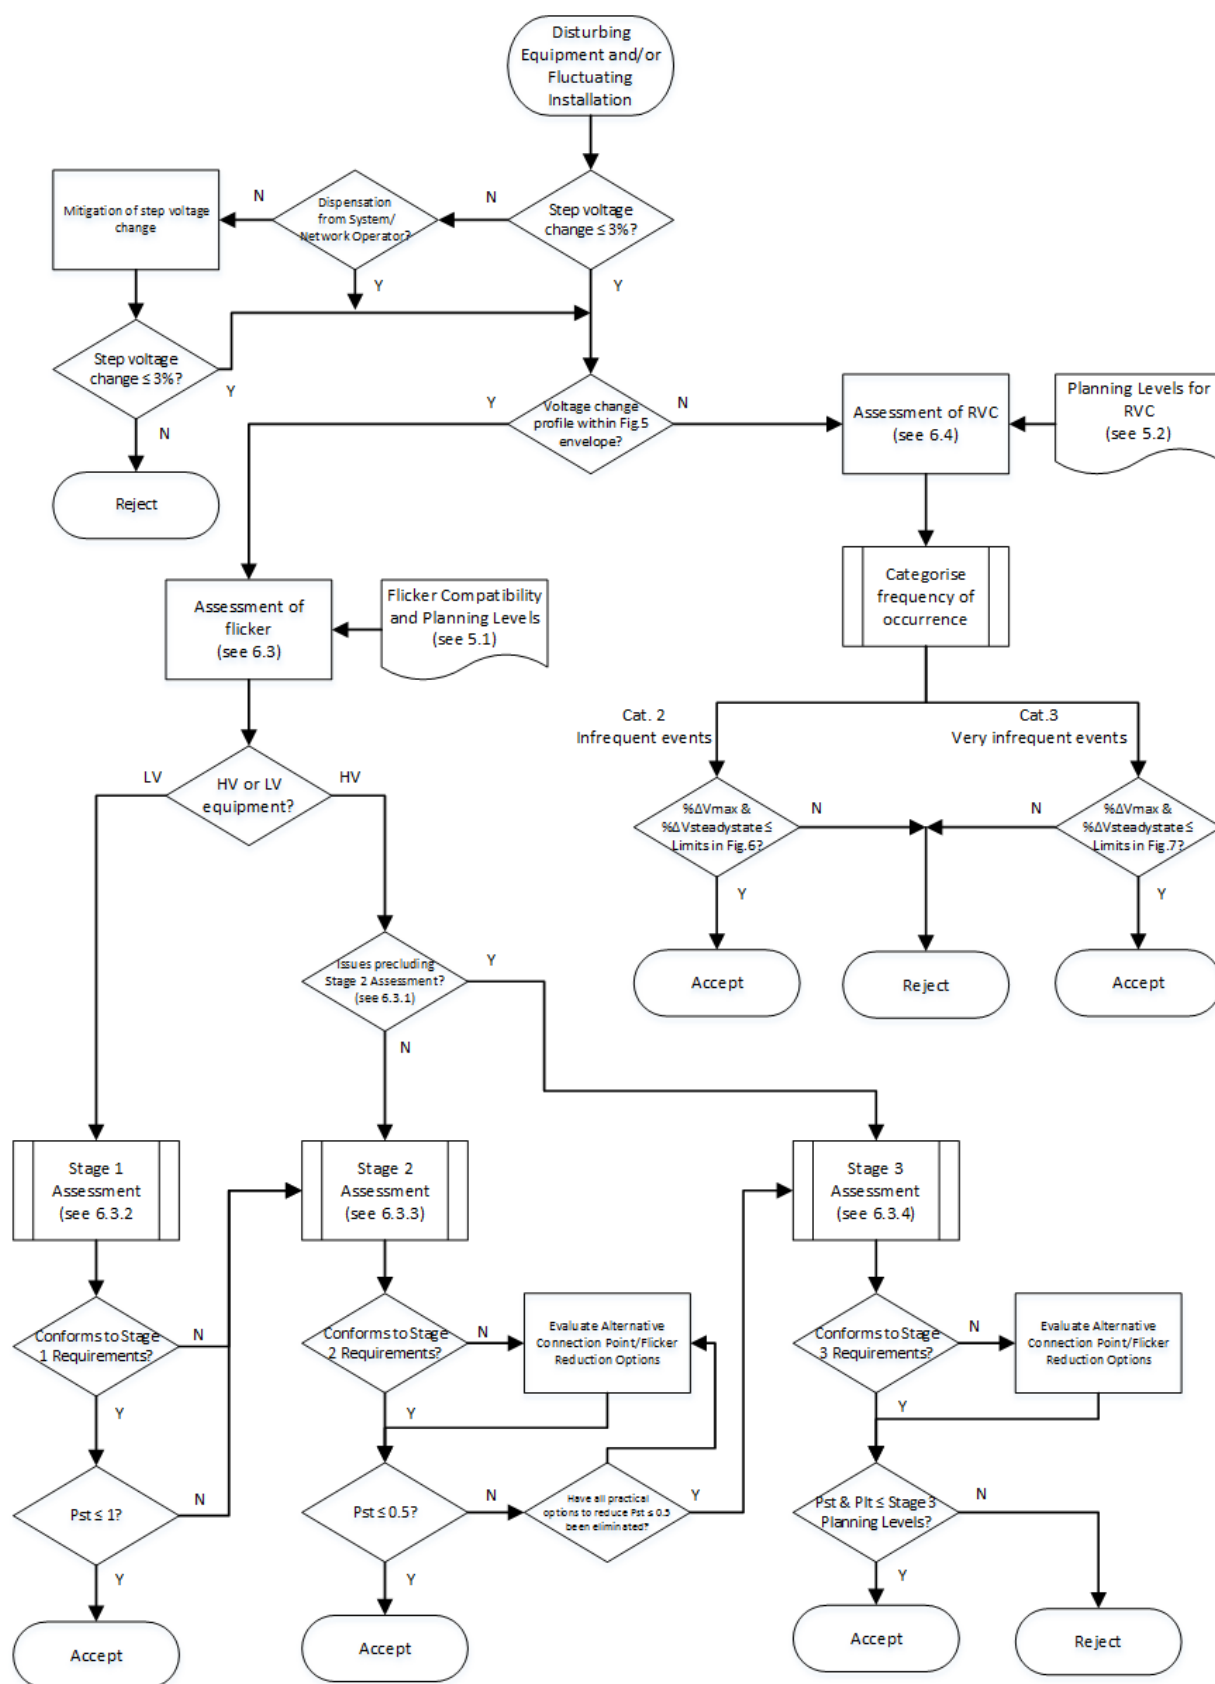 Disturbing
Equipment and/or
Fluctuating
Installation
Mitigation of step voltage
change
N
Dispensation
from System/
Network Operator?
N
Step voltage
change ≤ 3%?
Y
Y
Step voltage
change ≤ 3%?
Y
N
Reject
Y
Voltage change
profile within Fig.5
envelope?
N
Assessment of RVC
(see 6.4)
Planning Levels for
RVC
(see 5.2)
Assessment of
flicker
(see 6.3)
Flicker Compatibility
and Planning Levels
(see 5.1)
Categorise
frequency of
occurrence
Cat. 2
Infrequent events
Cat.3
Very infrequent events
LV
HV or LV
equipment?
HV
%ΔVmax &
%ΔVsteadystate ≤
Limits in Fig.6?
N
N
%ΔVmax &
%ΔVsteadystate ≤
Limits in Fig.7?
Y
Y
Accept
Reject
Accept
Issues precluding
Stage 2 Assessment?
(see 6.3.1)
Y
N
Stage 1
Assessment
(see 6.3.2
Stage 2
Assessment
(see 6.3.3)
Stage 3
Assessment
(see 6.3.4)
Conforms to Stage
1 Requirements?
N
Conforms to Stage
2 Requirements?
N
Evaluate Alternative
Connection Point/Flicker
Reduction Options
Conforms to Stage
3 Requirements?
N
Evaluate Alternative
Connection Point/Flicker
Reduction Options
Y
Y
Y
Pst ≤ 1?
N
Pst ≤ 0.5?
N
Have all practical
options to reduce Pst ≤ 0.5
been eliminated?
Y
Pst & Plt ≤ Stage 3
Planning Levels?
N
Y
Y
Y
Accept
Accept
Accept
Reject